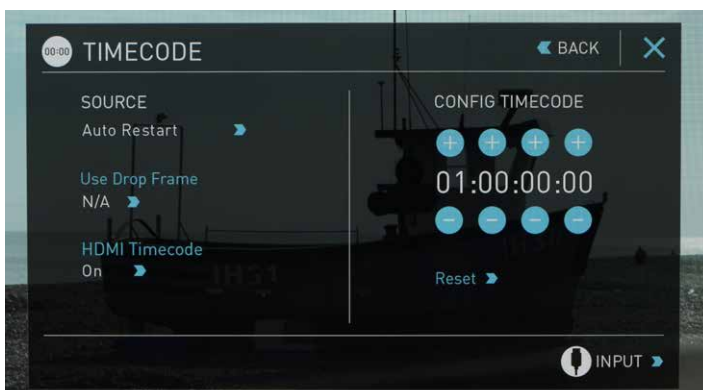 00:00 TIMECODE
BACK
SOURCE
Auto Restart
Use Drop Frame
N/A
HDMI Timecode
On
CONFIG TIMECODE
01:00:00:00
Reset
INPUT
IH51